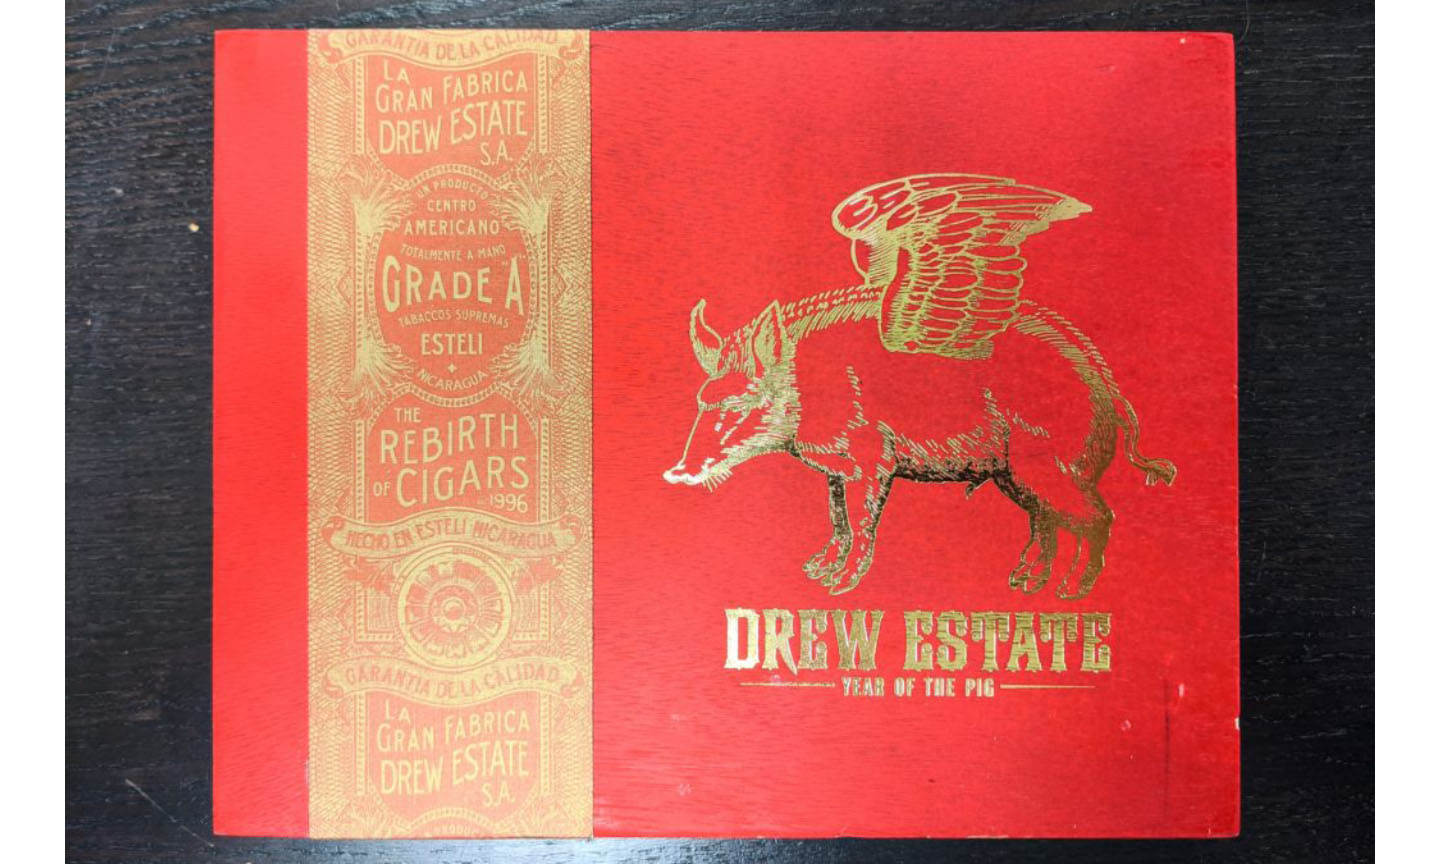 GARANTIA DE LA CALIDAD
LA
GRAN FABRICA
DREW ESTATE
S.A.
UN PRODUCTO
CENTRO
AMERICANO
TOTALMENTE A MANO
GRADE "A"
TABACCOS SUPREMAS
ESTELI
NICARAGUA
THE
REBIRTH
OF CIGARS
1996
HECHO EN ESTELI NICARAGUA
GARANTIA DE LA CALIDAD
LA
GRAN FABRICA
DREW ESTATE
S.A.
DREW ESTATE
YEAR OF THE PIG